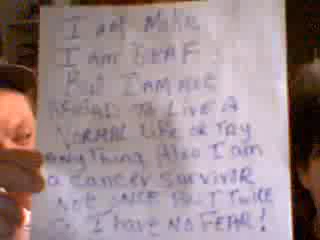 I am
I am DEAF
But I am NOT
AFRAID TO LIVE A
NORMAL Life OR TRY
anything Also I am
a cancer survivor
NOT ONCE BUT TWICE
So I have NO FEAR!